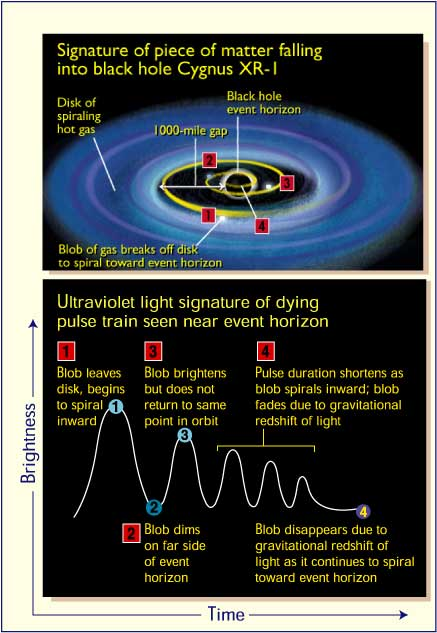 Signature of piece of matter falling
into black hole Cygnus XR-1
Disk of
spiraling
hot gas
Black hole
event horizon
1000-mile gap
2
3
1
4
Blob of gas breaks off disk
to spiral toward event horizon
Ultraviolet light signature of dying
pulse train seen near event horizon
1
Blob leaves
disk, begins
to spiral
inward
3
Blob brightens
but does not
return to same
point in orbit
4
Pulse duration shortens as
blob spirals inward; blob
fades due to gravitational
redshift of light
1
3
2
4
2
Blob dims
on far side
of event
horizon
Blob disappears due to
gravitational redshift of
light as it continues to spiral
toward event horizon
Brightness
Time